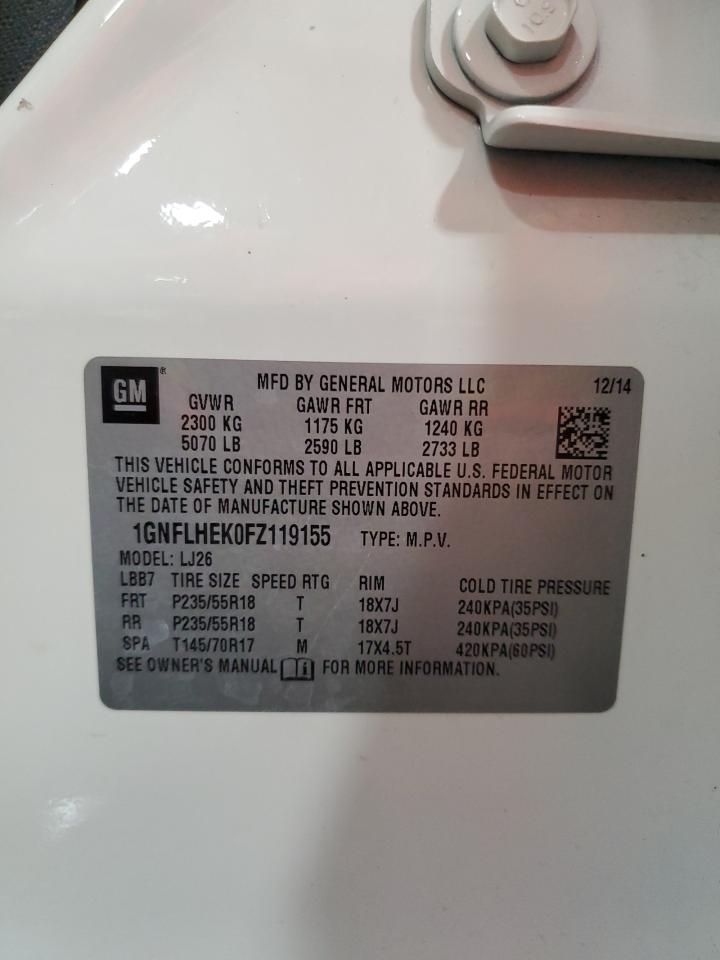 10.9
GM ®
MFD BY GENERAL MOTORS LLC 12/14
GVWR GAWR FRT GAWR RR
2300 KG 1175 KG 1240 KG
5070 LB 2590 LB 2733 LB
THIS VEHICLE CONFORMS TO ALL APPLICABLE U.S. FEDERAL MOTOR
VEHICLE SAFETY AND THEFT PREVENTION STANDARDS IN EFFECT ON
THE DATE OF MANUFACTURE SHOWN ABOVE.
1GNFLHEK0FZ119155 TYPE: M.P.V.
MODEL: LJ26
LBB7 TIRE SIZE SPEED RTG RIM COLD TIRE PRESSURE
FRT P235/55R18 T 18X7J 240KPA(35PSI)
RR P235/55R18 T 18X7J 240KPA(35PSI)
SPA T145/70R17 M 17X4.5T 420KPA(60PSI)
SEE OWNER'S MANUAL i FOR MORE INFORMATION.